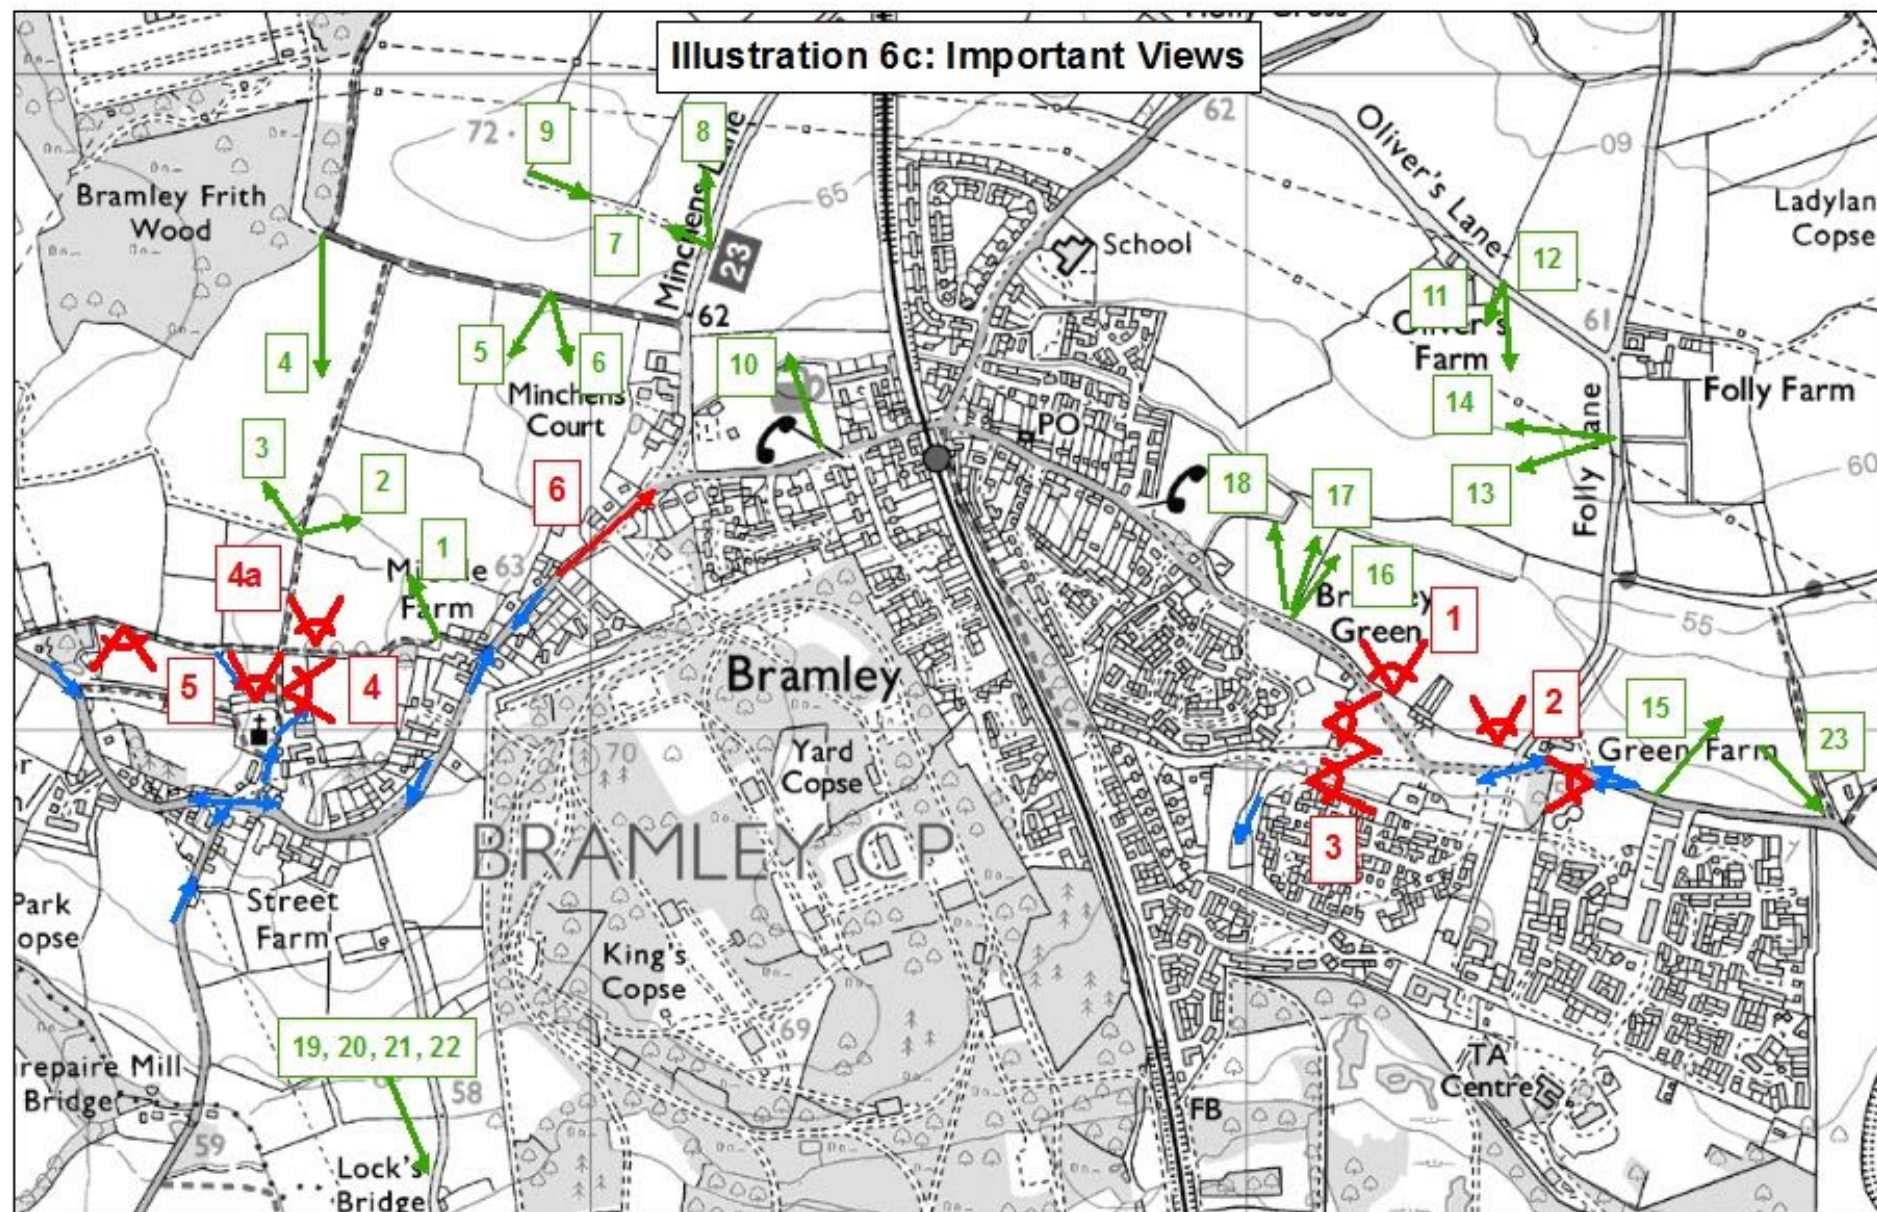 Illustration 6c: Important Views
72
9
8
62
Oliver's Lane
60
Bramley Frith
Wood
Minchens Lane
65
School
Ladylan
Copse
7
23
12
11
4
5
6
62
10
Oliver's
Farm
61
Folly Farm
Minchens
Court
PO
14
Folly Lane
60
3
2
6
18
17
13
1
4a
63
Farm
16
Green
1
55
Bramley
5
4
2
15
Green Farm
23
70
Yard
Copse
BRAMLEY CP
3
Park
opse
Street
Farm
King's
Copse
69
19, 20, 21, 22
TA
Centre
repaire Mill
Bridge
58
FB
59
Lock's
Bridge